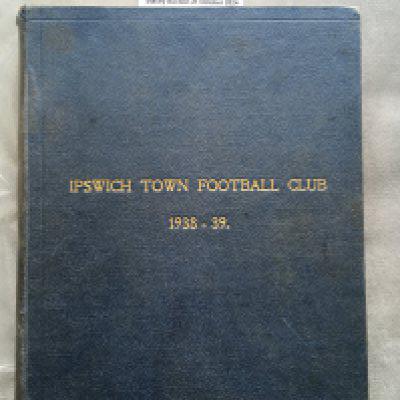 IPSWICH TOWN FOOTBALL CLUB
1938 - 39.